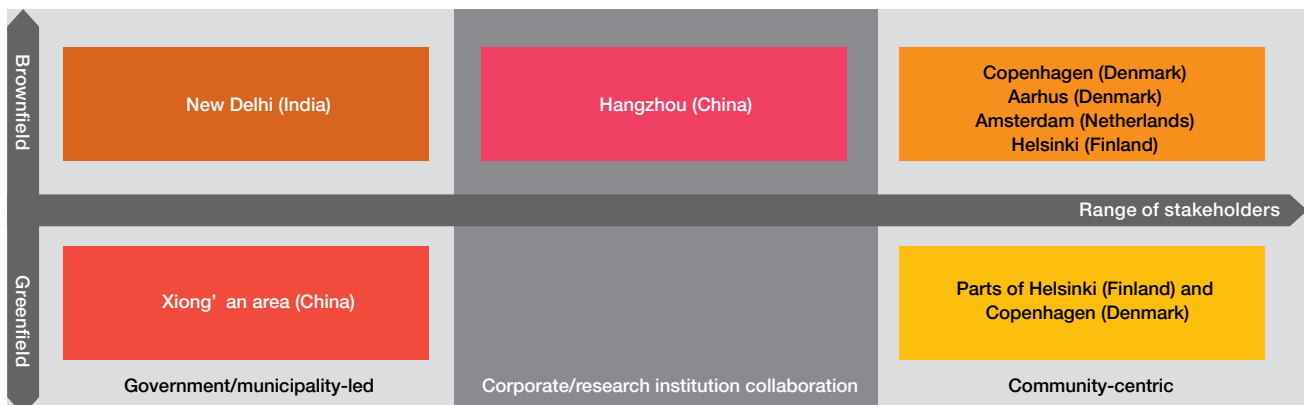 Brownfield
New Delhi (India)
Hangzhou (China)
Copenhagen (Denmark)
Aarhus (Denmark)
Amsterdam (Netherlands)
Helsinki (Finland)
Range of stakeholders
Greenfield
Xiong’ an area (China)
Parts of Helsinki (Finland) and
Copenhagen (Denmark)
Government/municipality-led
Corporate/research institution collaboration
Community-centric